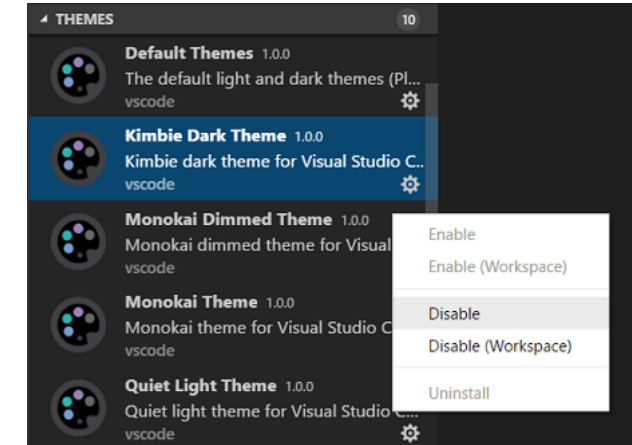 THEMES 10
Default Themes 1.0.0
The default light and dark themes (Pl...
vscode
Kimbie Dark Theme 1.0.0
Kimbie dark theme for Visual Studio C...
vscode
Monokai Dimmed Theme 1.0.0
Monokai dimmed theme for Visual
vscode
Monokai Theme 1.0.0
Monokai theme for Visual Studio C
vscode
Quiet Light Theme 1.0.0
Quiet light theme for Visual Studio C...
vscode
Enable
Enable (Workspace)
Disable
Disable (Workspace)
Uninstall